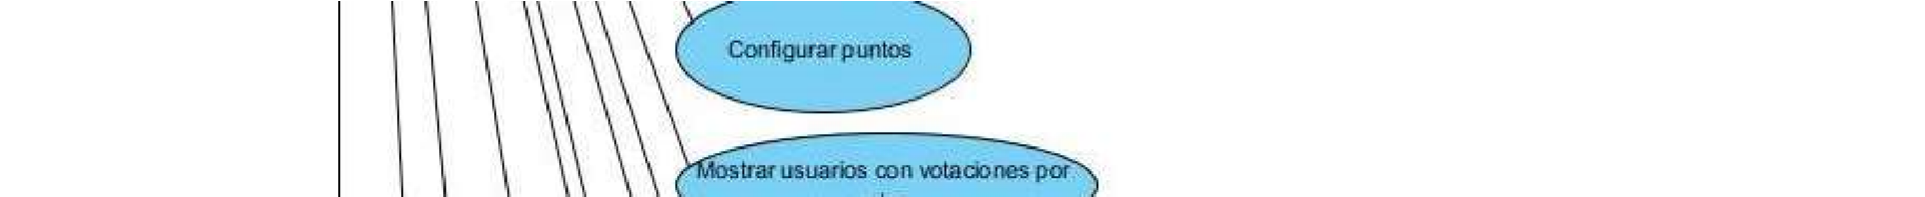 Configurar puntos
Mostrar usuarios con votaciones por